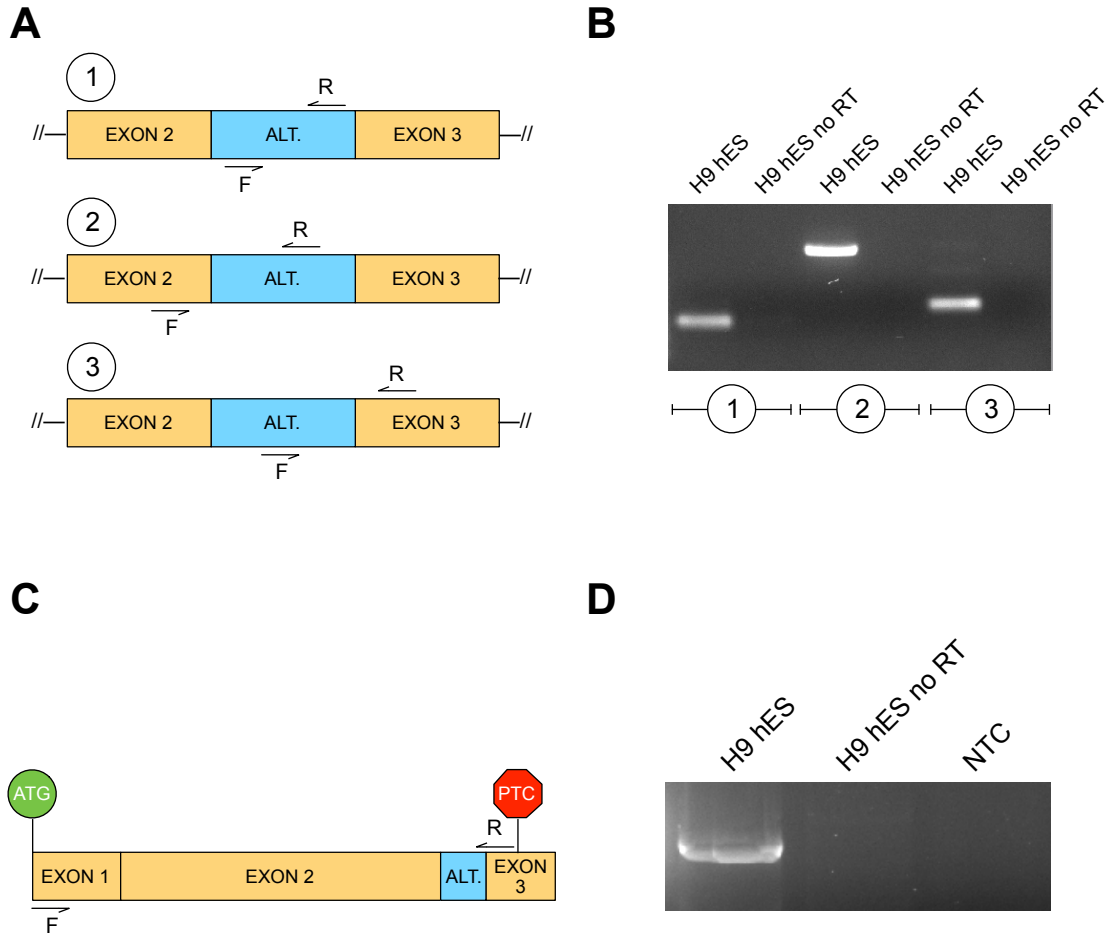 A
1
R
// EXON 2 ALT. EXON 3 //
F
2
R
// EXON 2 ALT. EXON 3 //
F
3
R
// EXON 2 ALT. EXON 3 //
F
B
H9 hES
H9 hES no RT
H9 hES
H9 hES no RT
H9 hES
H9 hES no RT
1 2 3
C
ATG PTC
R
EXON 1 EXON 2 ALT. EXON
3
F
D
H9 hES
H9 hES no RT
NTC